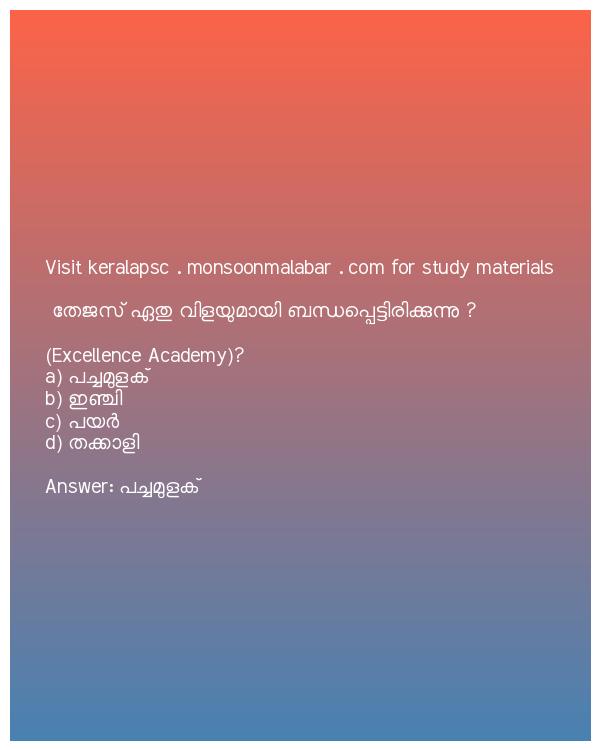 Visit keralapsc . monsoonmalabar . com for study materials
തേജസ് ഏതു വിളയുമായി ബന്ധപ്പെട്ടിരിക്കുന്നു ?
(Excellence Academy)?
a) പച്ചമുളക്
b) ഇഞ്ചി
c) പയർ
d) തക്കാളി
Answer: പച്ചമുളക്